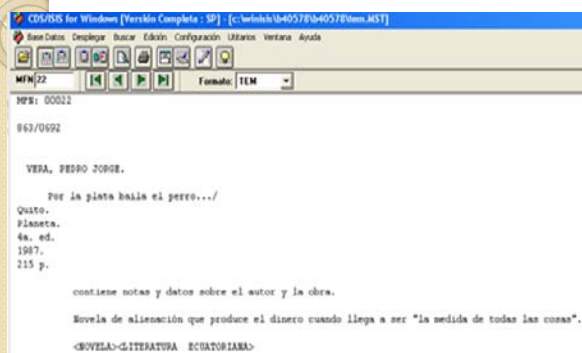 CDS/ISIS for Windows [Versión Completa : SP] - [c:\winisis\b40578\b40578\tem.MST]
Base Datos Desplegar Buscar Edición Configuración Utilitarios Ventana Ayuda
MFN 22 Formato: TEM
MFN: 00022
863/0692
VERA, PEDRO JORGE.
Por la plata baila el perro.../
Quito.
Planeta.
4a. ed.
1987.
215 p.
contiene notas y datos sobre el autor y la obra.
Novela de alienación que produce el dinero cuando llega a ser "la medida de todas las cosas".
<NOVELA><LITERATURA ECUATORIANA>